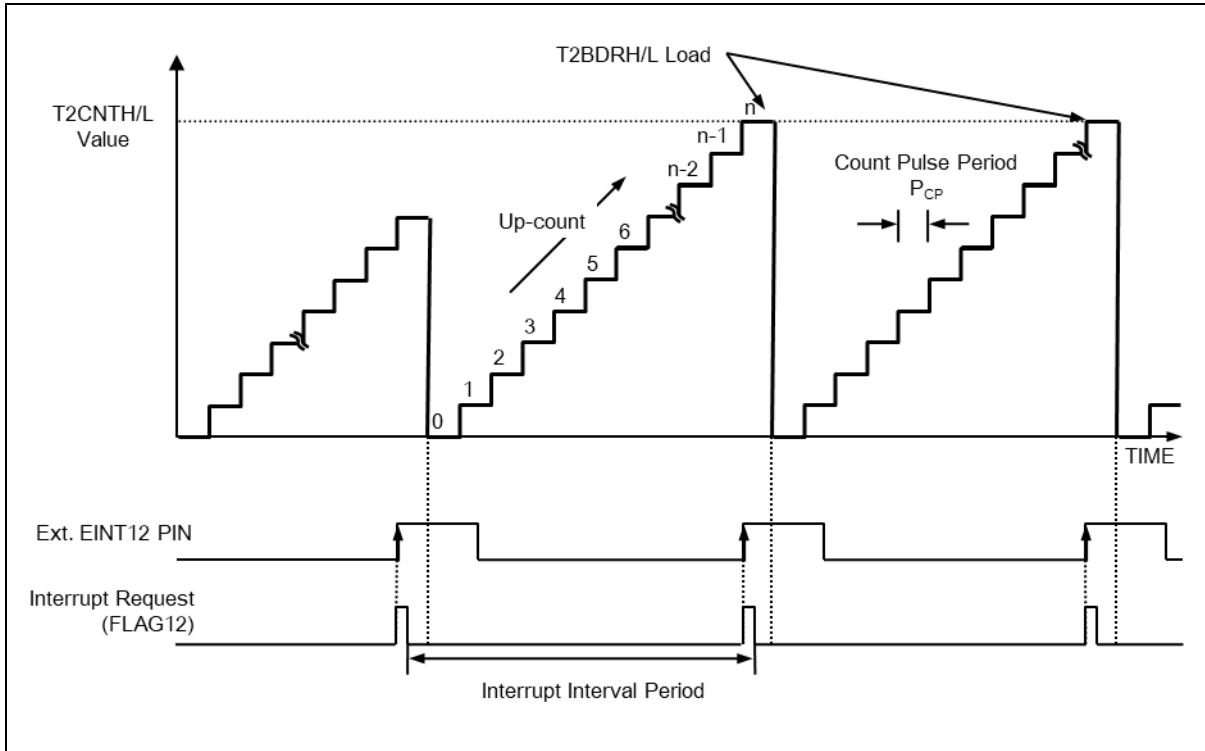 T2BDRH/L Load
T2CNTH/L
Value
n
n-1
n-2
Count Pulse Period
PCP
Up-count
6
5
4
3
2
1
0
TIME
Ext. EINT12 PIN
Interrupt Request
(FLAG12)
Interrupt Interval Period